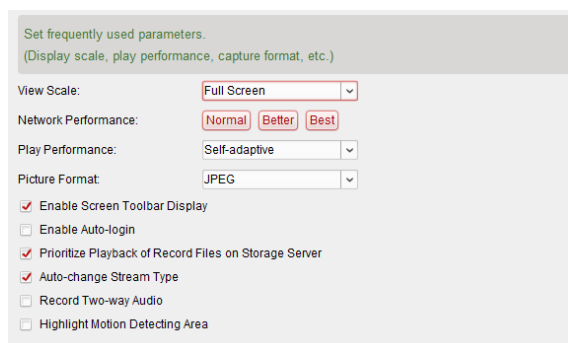 Set frequently used parameters.
(Display scale, play performance, capture format, etc.)
View Scale: Full Screen
Network Performance: Normal Better Best
Play Performance: Self-adaptive
Picture Format: JPEG
Enable Screen Toolbar Display
Enable Auto-login
Prioritize Playback of Record Files on Storage Server
Auto-change Stream Type
Record Two-way Audio
Highlight Motion Detecting Area